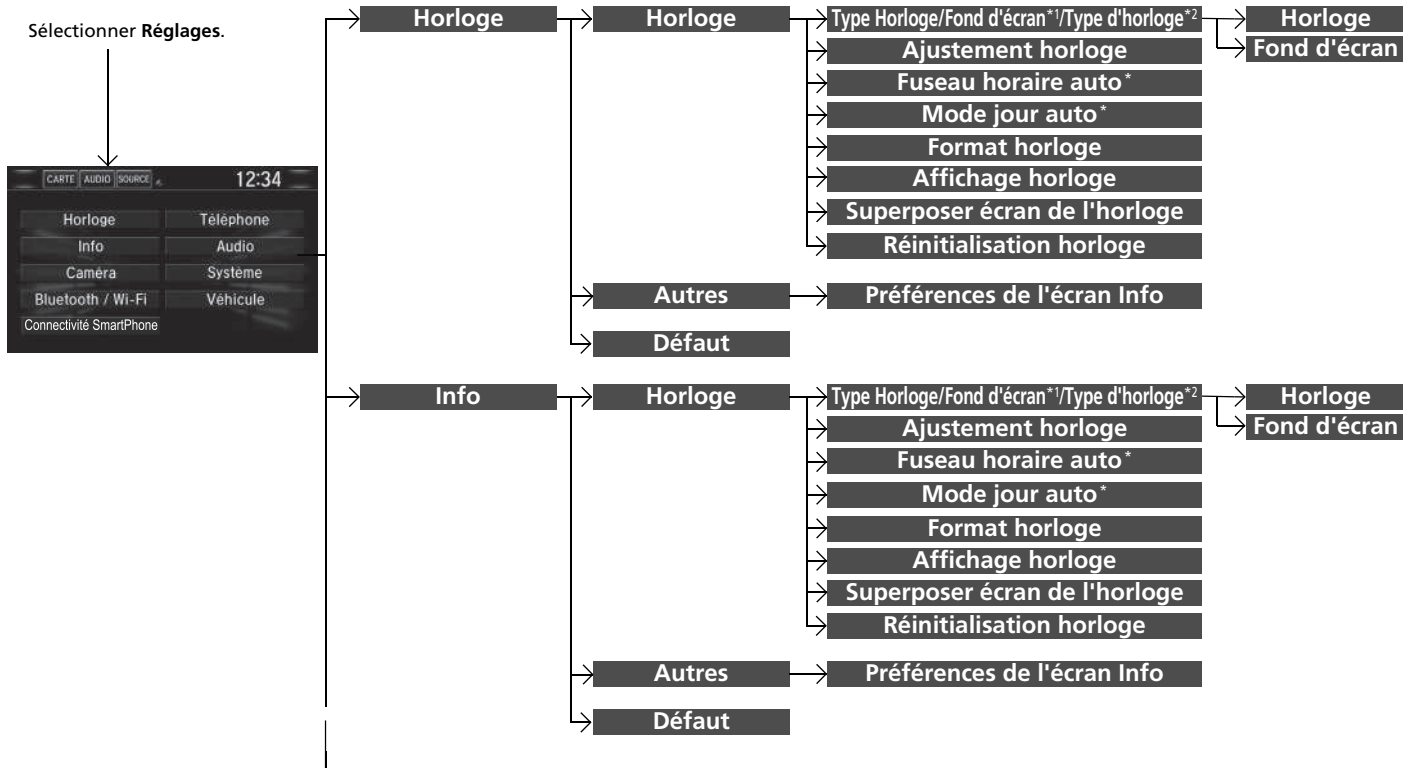 Sélectionner Réglages.
CARTE AUDIO SOURCE 12:34
Horloge Téléphone
Info Audio
Caméra Système
Bluetooth / Wi-Fi Véhicule
Connectivité SmartPhone
Horloge
Horloge
Type Horloge/Fond d'écran*1/Type d'horloge*2
Horloge
Fond d'écran
Ajustement horloge
Fuseau horaire auto*
Mode jour auto*
Format horloge
Affichage horloge
Superposer écran de l'horloge
Réinitialisation horloge
Autres
Préférences de l'écran Info
Défaut
Info
Horloge
Type Horloge/Fond d'écran*1/Type d'horloge*2
Horloge
Fond d'écran
Ajustement horloge
Fuseau horaire auto*
Mode jour auto*
Format horloge
Affichage horloge
Superposer écran de l'horloge
Réinitialisation horloge
Autres
Préférences de l'écran Info
Défaut